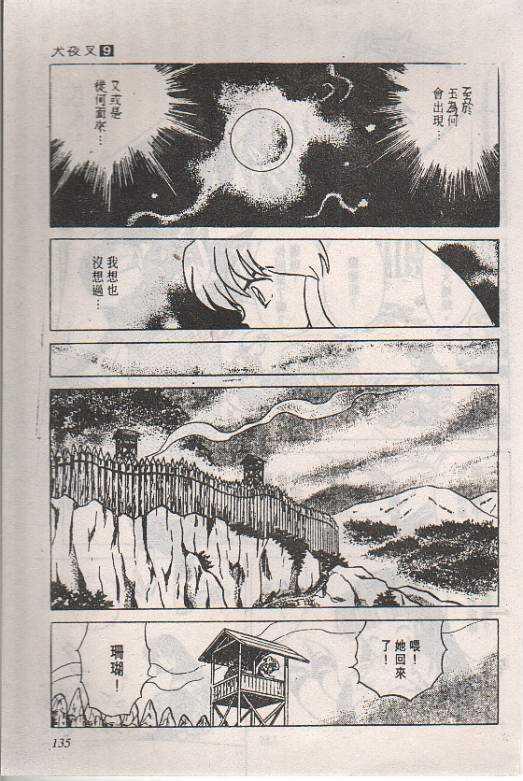 犬夜叉9
至於
玉為何
會出現…
又或是
從何而來…
我想也
沒想過…
喂！
她回來
了！
珊瑚！
135